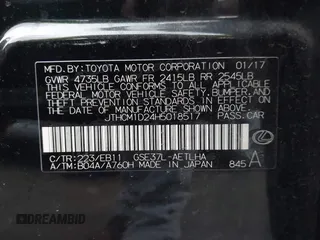 MFD.BY:TOYOTA MOTOR CORPORATION 01/17
GVWR 4735LB GAWR FR 2415LB RR 2545LB
THIS VEHICLE CONFORMS TO ALL APPLICABLE
FEDERAL MOTOR VEHICLE SAFETY, BUMPER, AND
THEFT PREVENTION STANDARDS IN EFFECT ON
THE DATE OF MANUFACTURE SHOWN ABOVE.
JTHCM1D24H5018517 PASS.CAR
C/TR: 223/EB11 GSE37L-AETLHA
A/TM: B04A/A760H MADE IN JAPAN 845 A
DREAMBID